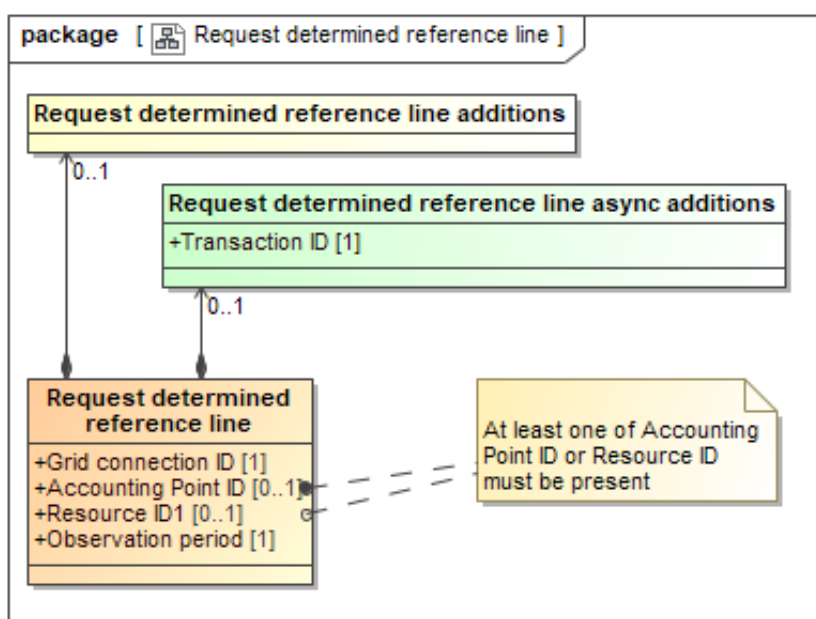 package [ Request determined reference line ]
Request determined reference line additions
0..1
Request determined reference line async additions
+Transaction ID [1]
0..1
Request determined
reference line
+Grid connection ID [1]
+Accounting Point ID [0..1]
+Resource ID1 [0..1]
+Observation period [1]
At least one of Accounting
Point ID or Resource ID
must be present